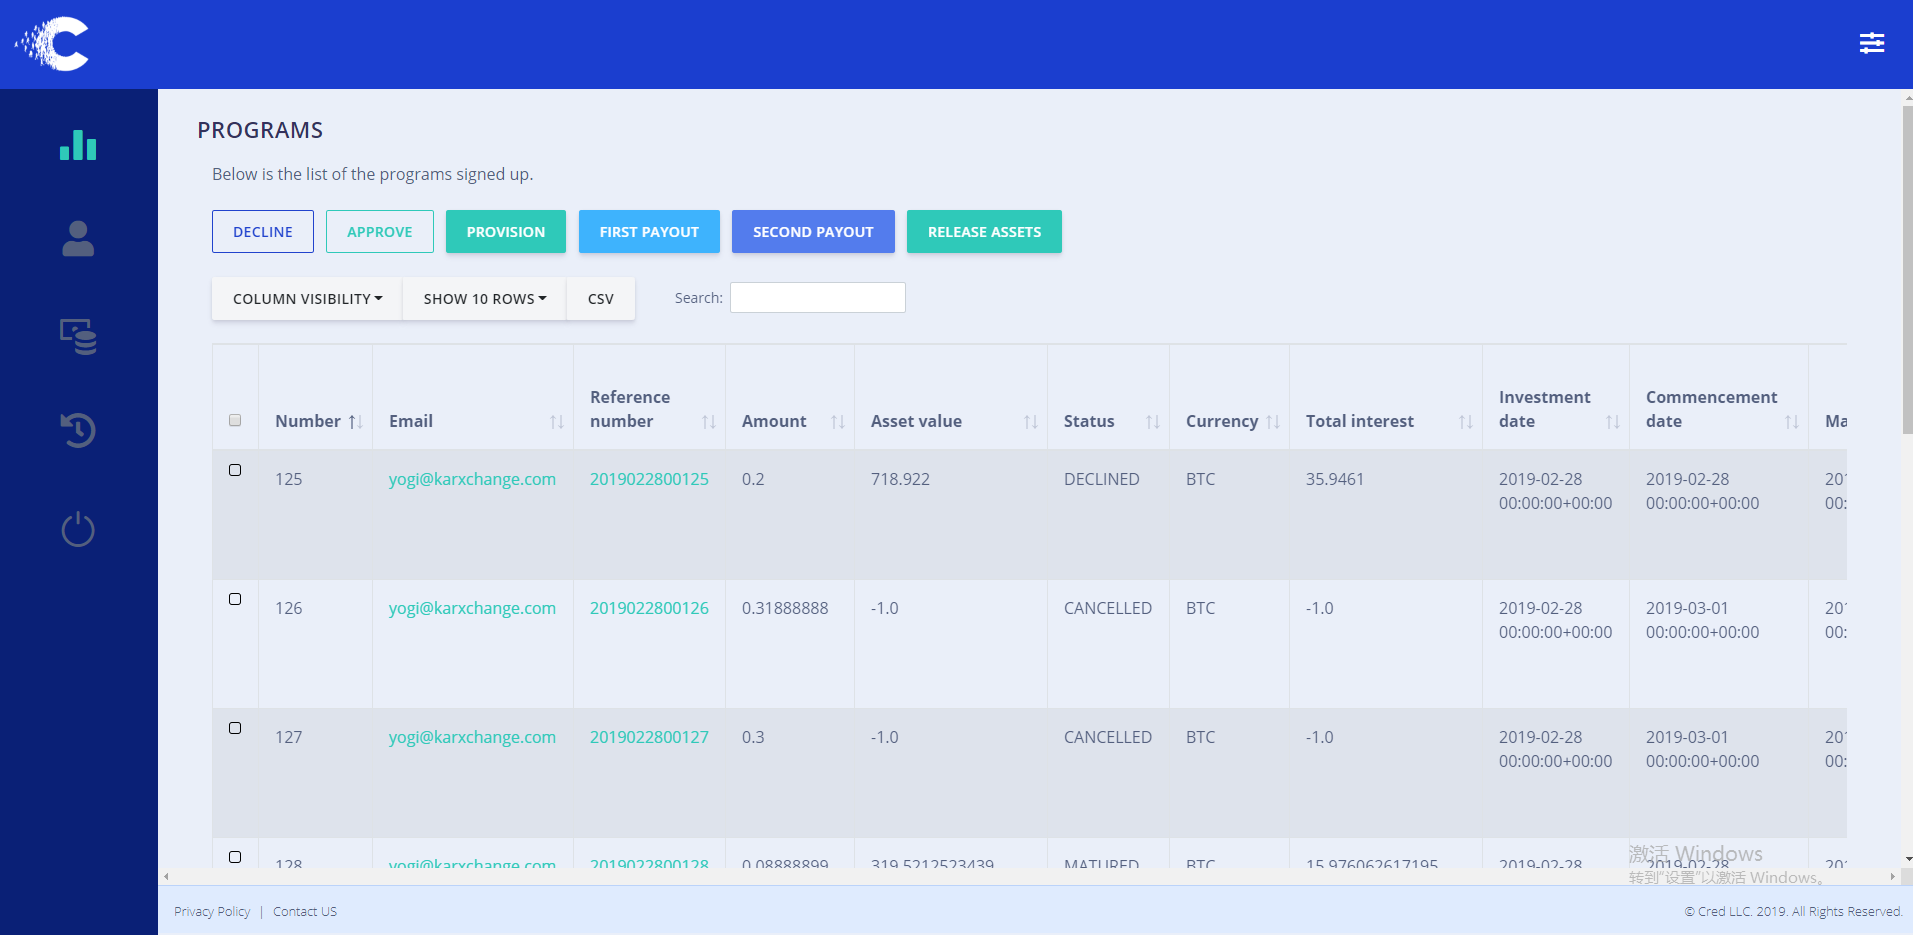 PROGRAMS
Below is the list of the programs signed up.
DECLINE APPROVE PROVISION FIRST PAYOUT SECOND PAYOUT RELEASE ASSETS
COLUMN VISIBILITY SHOW 10 ROWS CSV Search:
Reference Investment Commencement
Number Email number Amount Asset value Status Currency Total interest date date Ma
125 yogi@karxchange.com 2019022800125 0.2 718.922 DECLINED BTC 35.9461 2019-02-28 2019-02-28 201
00:00:00+00:00 00:00:00+00:00 00:
126 yogi@karxchange.com 2019022800126 0.31888888 -1.0 CANCELLED BTC -1.0 2019-02-28 2019-03-01 201
00:00:00+00:00 00:00:00+00:00 00:
127 yogi@karxchange.com 2019022800127 0.3 -1.0 CANCELLED BTC -1.0 2019-02-28 2019-03-01 201
00:00:00+00:00 00:00:00+00:00 00:
128 yogi@karxchange.com 2019022800128 0.08888899 319.5212523439 MATURED BTC 15.976062617195 2019-02-28 2019-02-28 201
激活 Windows
转到“设置”以激活 Windows。
Privacy Policy | Contact US © Cred LLC. 2019. All Rights Reserved.